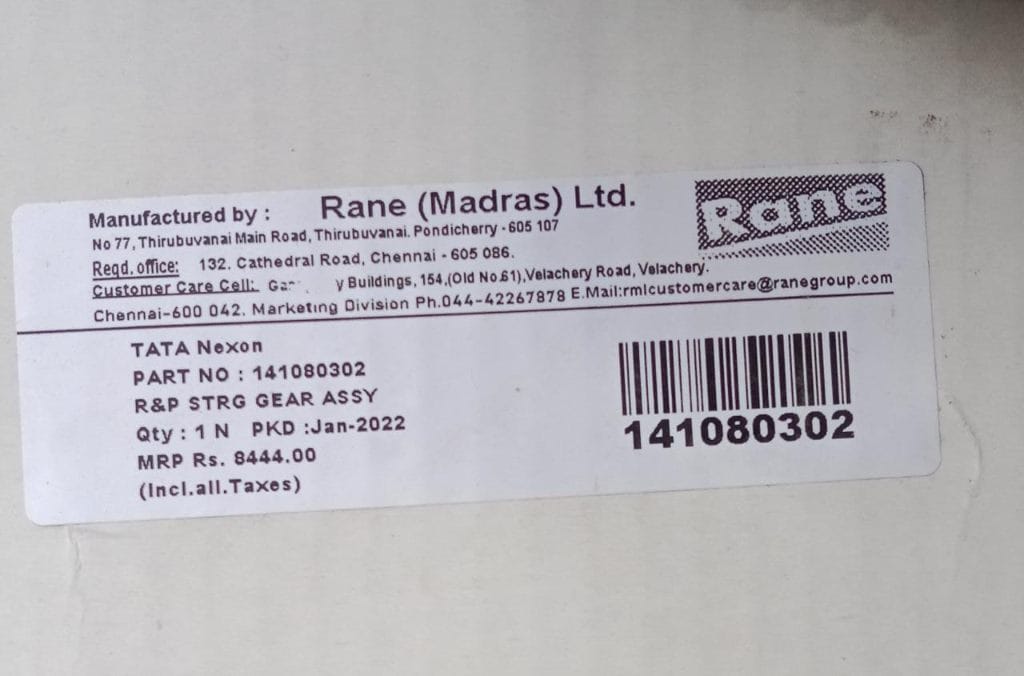 Manufactured by : Rane (Madras) Ltd.
Rane
No 77, Thirubuvanai Main Road, Thirubuvanai. Pondicherry - 605 107
Regd. office: 132. Cathedral Road, Chennai - 605 086.
Customer Care Cell: y Buildings, 154,(Old No.61),Velachery Road, Velachery.
Chennai-600 042. Marketing Division Ph.044-42267878 E.Mail:rmlcustomercare@ranegroup.com
TATA Nexon
PART NO : 141080302
R&P STRG GEAR ASSY
Qty : 1 N PKD :Jan-2022
MRP Rs. 8444.00
(Incl.all.Taxes)
141080302